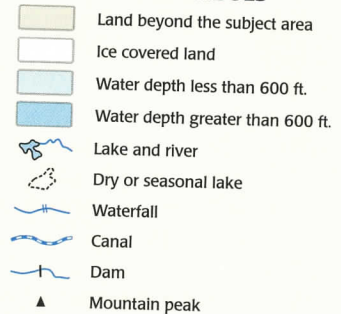 Land beyond the subject area
Ice covered land
Water depth less than 600 ft.
Water depth greater than 600 ft.
Lake and river
Dry or seasonal lake
Waterfall
Canal
Dam
Mountain peak